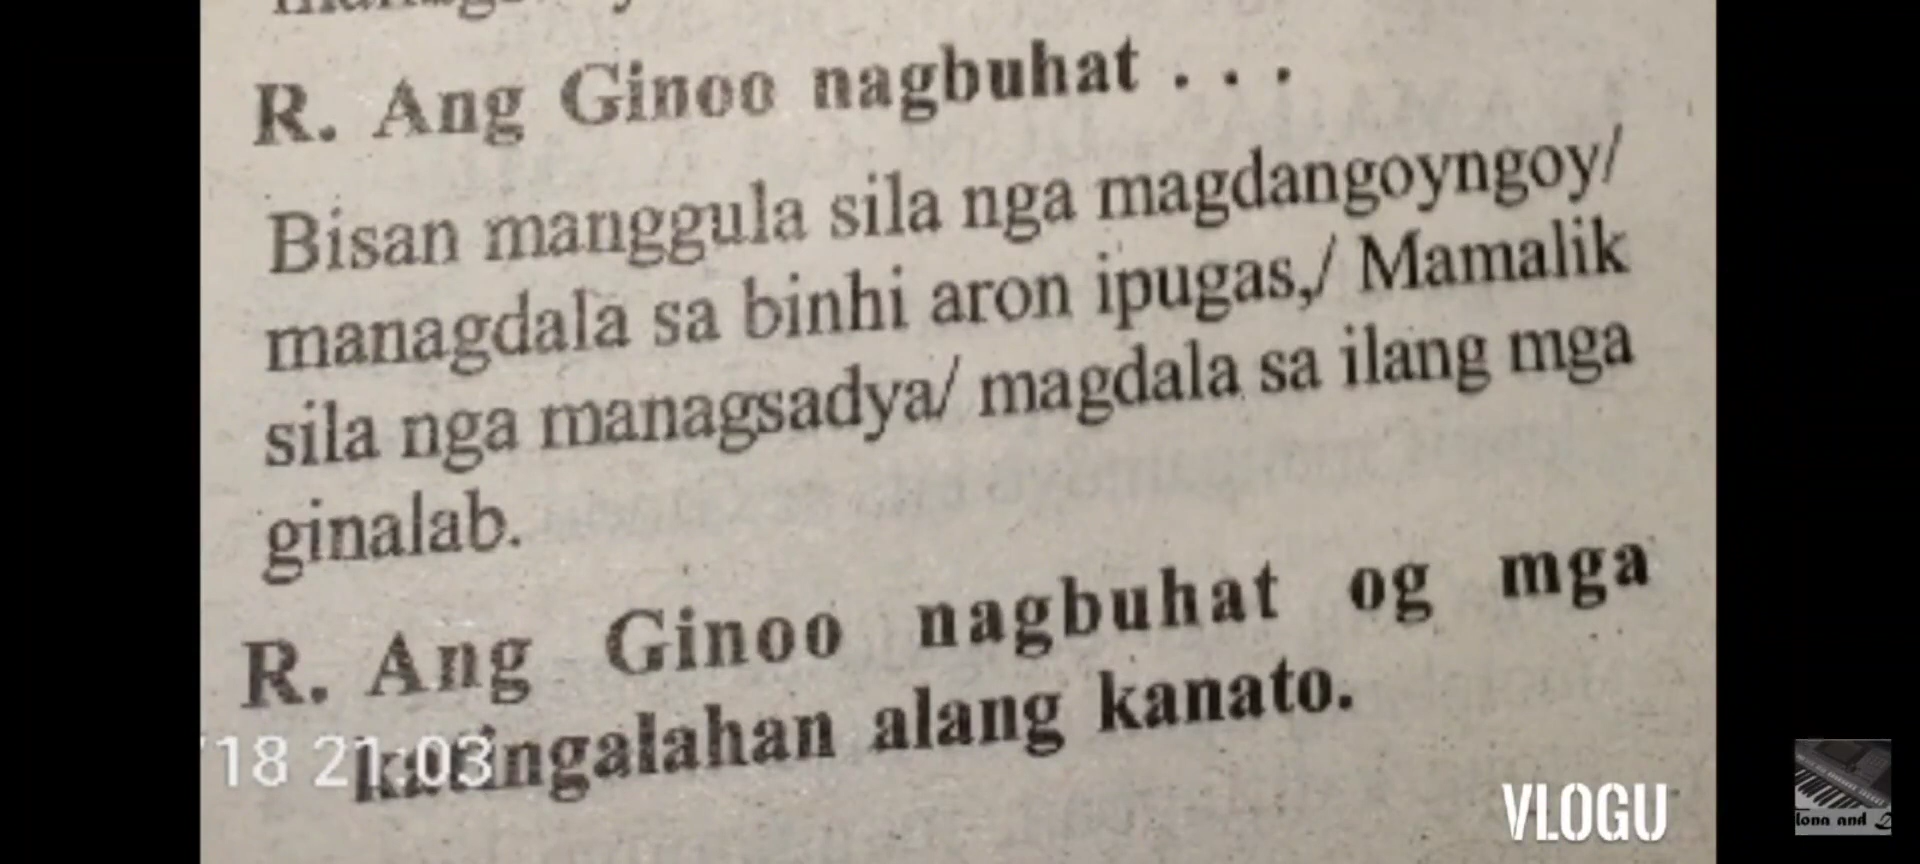 R. Ang Ginoo nagbuhat . . .
Bisan manggula sila nga magdangoyngoy/
managdala sa binhi aron ipugas,/ Mamalik
sila nga managsadya/ magdala sa ilang mga
ginalab.
R. Ang Ginoo nagbuhat og mga
katingalahan alang kanato.
18 21:03
VLOGU